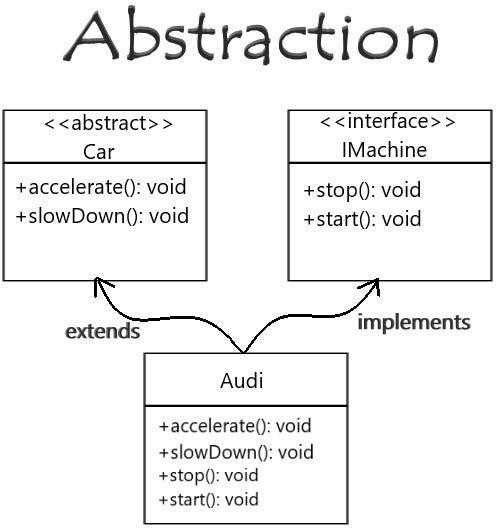 Abstraction
<<abstract>>
Car
+accelerate(): void
+slowDown(): void
<<interface>>
IMachine
+stop(): void
+start(): void
extends
implements
Audi
+accelerate(): void
+slowDown(): void
+stop(): void
+start(): void